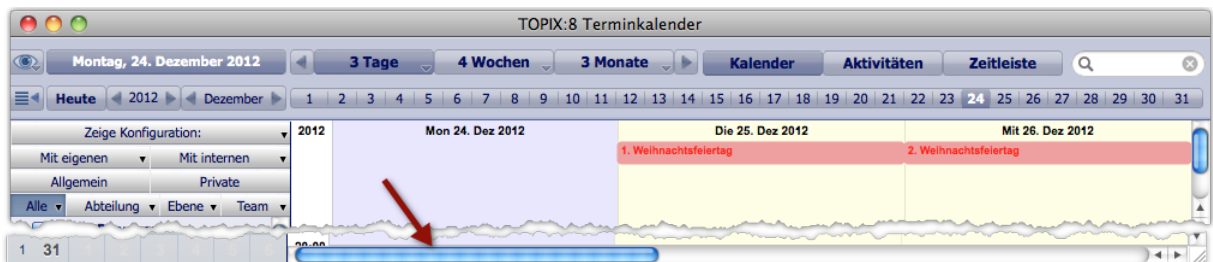 TOPIX:8 Terminkalender
Montag, 24. Dezember 2012 3 Tage 4 Wochen 3 Monate Kalender Aktivitäten Zeitleiste
Heute 2012 Dezember 1 2 3 4 5 6 7 8 9 10 11 12 13 14 15 16 17 18 19 20 21 22 23 24 25 26 27 28 29 30 31
Zeige Konfiguration: 2012 Mon 24. Dez 2012 Die 25. Dez 2012 Mit 26. Dez 2012
Mit eigenen Mit internen 1. Weihnachtsfeiertag 2. Weihnachtsfeiertag
Allgemein Private
Alle Abteilung Ebene Team
1 31